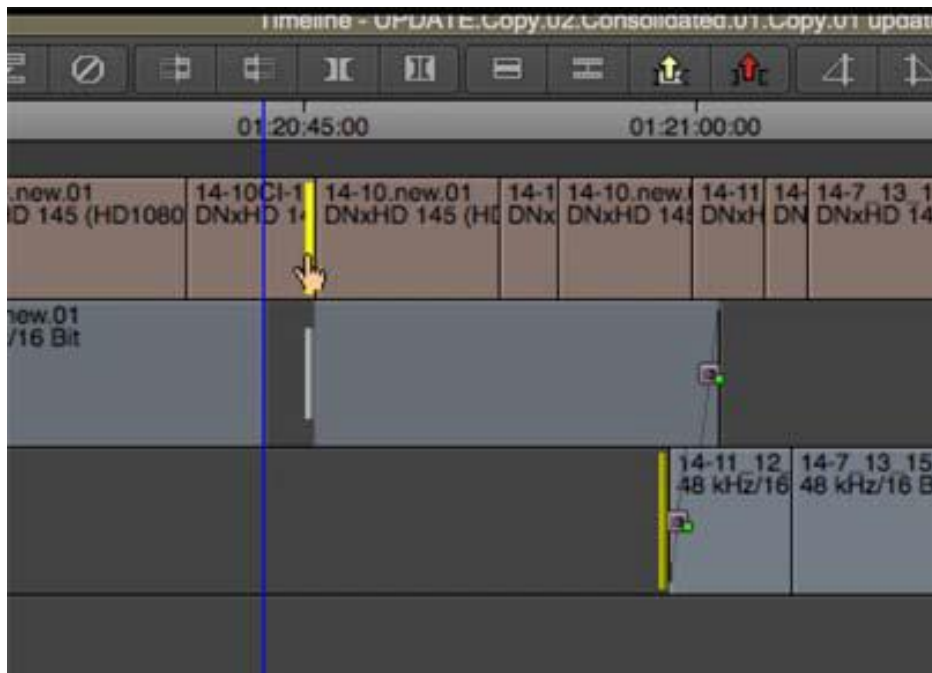 Timeline - UPDATE.Copy.02.Consolidated.01.Copy.01 updat
01:20:45:00 01:21:00:00
.new.01 14-10CI-1 14-10.new.01 14-1 14-10.new.( 14-11 14- 14-7_13_1
D 145 (HD1080 DNxHD 14 DNxHD 145 (HD DNx DNxHD 145 DNxH DN DNxHD 14
new.01
/16 Bit
14-11_12_ 14-7_13_15
48 kHz/16 48 kHz/16 B